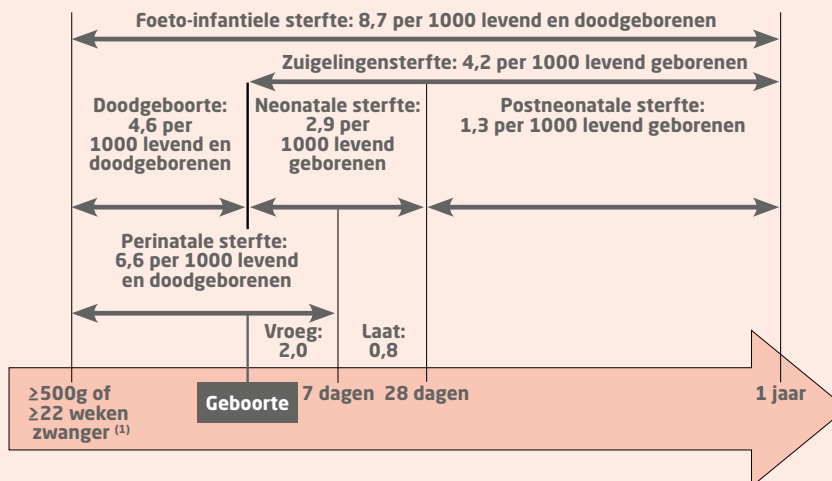 Foeto-infantiele sterfte: 8,7 per 1000 levend en doodgeborenen
Zuigelingensterfte: 4,2 per 1000 levend geborenen
Doodgeboorte:
4,6 per
1000 levend en
doodgeborenen
Neonatale sterfte:
2,9 per
1000 levend
geborenen
Postneonatale sterfte:
1,3 per 1000 levend geborenen
Perinatale sterfte:
6,6 per 1000 levend
en doodgeborenen
Vroeg:
2,0
Laat:
0,8
≥500g of
≥22 weken
zwanger (1)
Geboorte
7 dagen
28 dagen
1 jaar